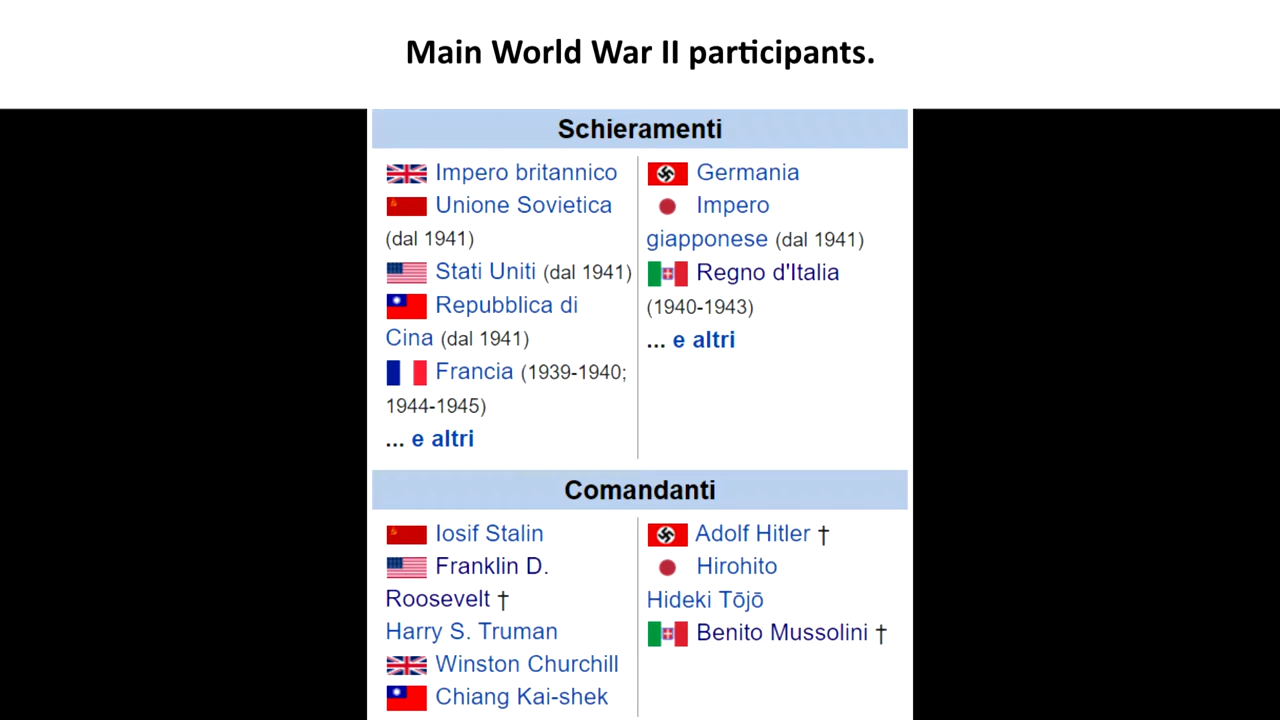 Main World War II participants.
Schieramenti
Impero britannico
Unione Sovietica
(dal 1941)
Stati Uniti (dal 1941)
Repubblica di
Cina (dal 1941)
Francia (1939-1940;
1944-1945)
... e altri
Germania
Impero
giapponese (dal 1941)
Regno d'Italia
(1940-1943)
... e altri
Comandanti
Iosif Stalin
Franklin D.
Roosevelt †
Harry S. Truman
Winston Churchill
Chiang Kai-shek
Adolf Hitler †
Hirohito
Hideki Tōjō
Benito Mussolini †